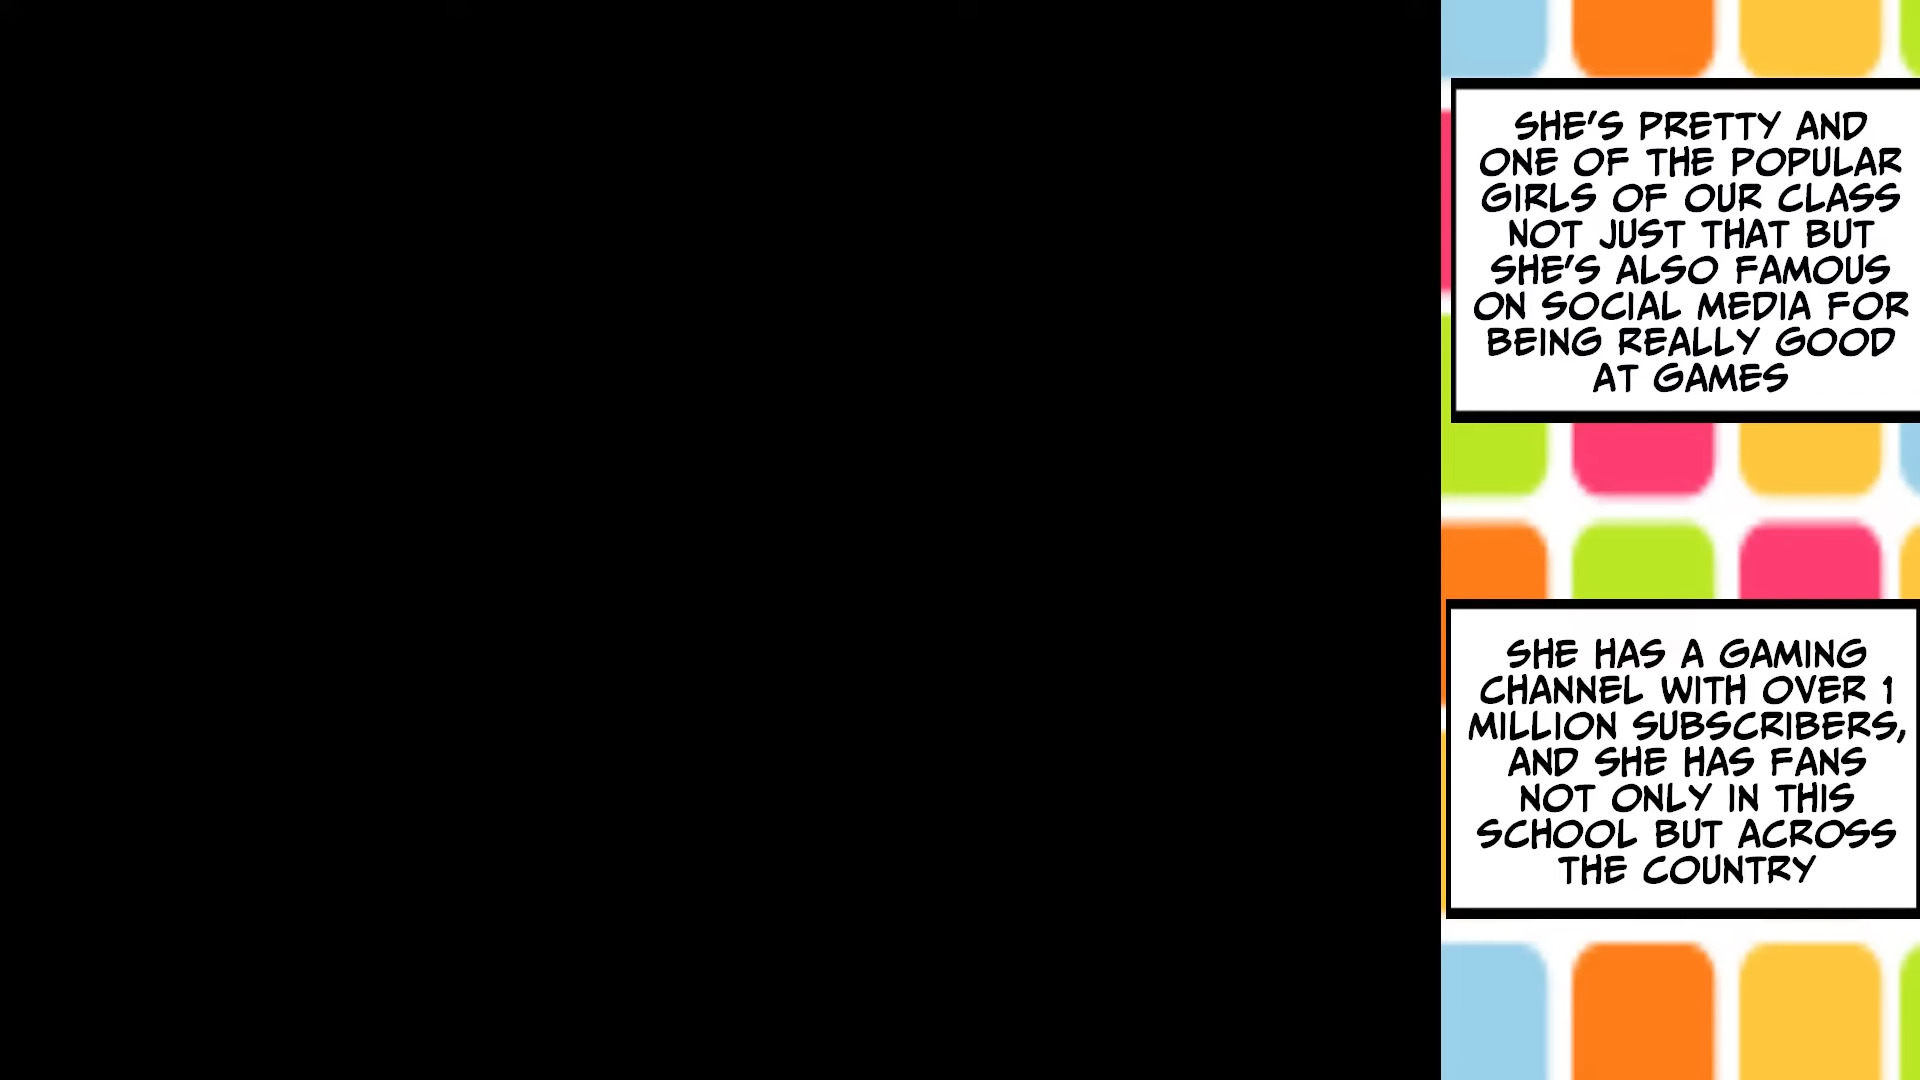 SHE'S PRETTY AND
ONE OF THE POPULAR
GIRLS OF OUR CLASS
NOT JUST THAT BUT
SHE'S ALSO FAMOUS
ON SOCIAL MEDIA FOR
BEING REALLY GOOD
AT GAMES
SHE HAS A GAMING
CHANNEL WITH OVER 1
MILLION SUBSCRIBERS,
AND SHE HAS FANS
NOT ONLY IN THIS
SCHOOL BUT ACROSS
THE COUNTRY